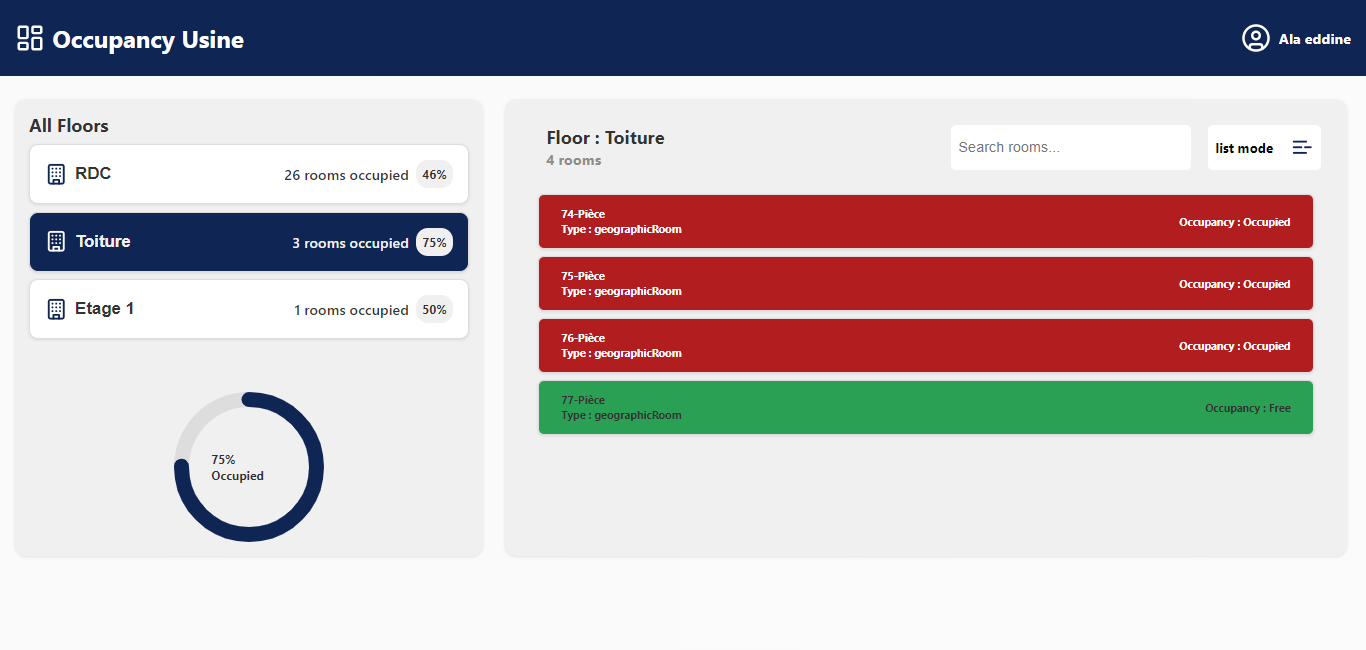 Occupancy Usine
Ala eddine
All Floors
RDC
26 rooms occupied
46%
Toiture
3 rooms occupied
75%
Etage 1
1 rooms occupied
50%
75%
Occupied
Floor : Toiture
4 rooms
Search rooms...
list mode
74-Pièce
Type : geographicRoom
Occupancy : Occupied
75-Pièce
Type : geographicRoom
Occupancy : Occupied
76-Pièce
Type : geographicRoom
Occupancy : Occupied
77-Pièce
Type : geographicRoom
Occupancy : Free